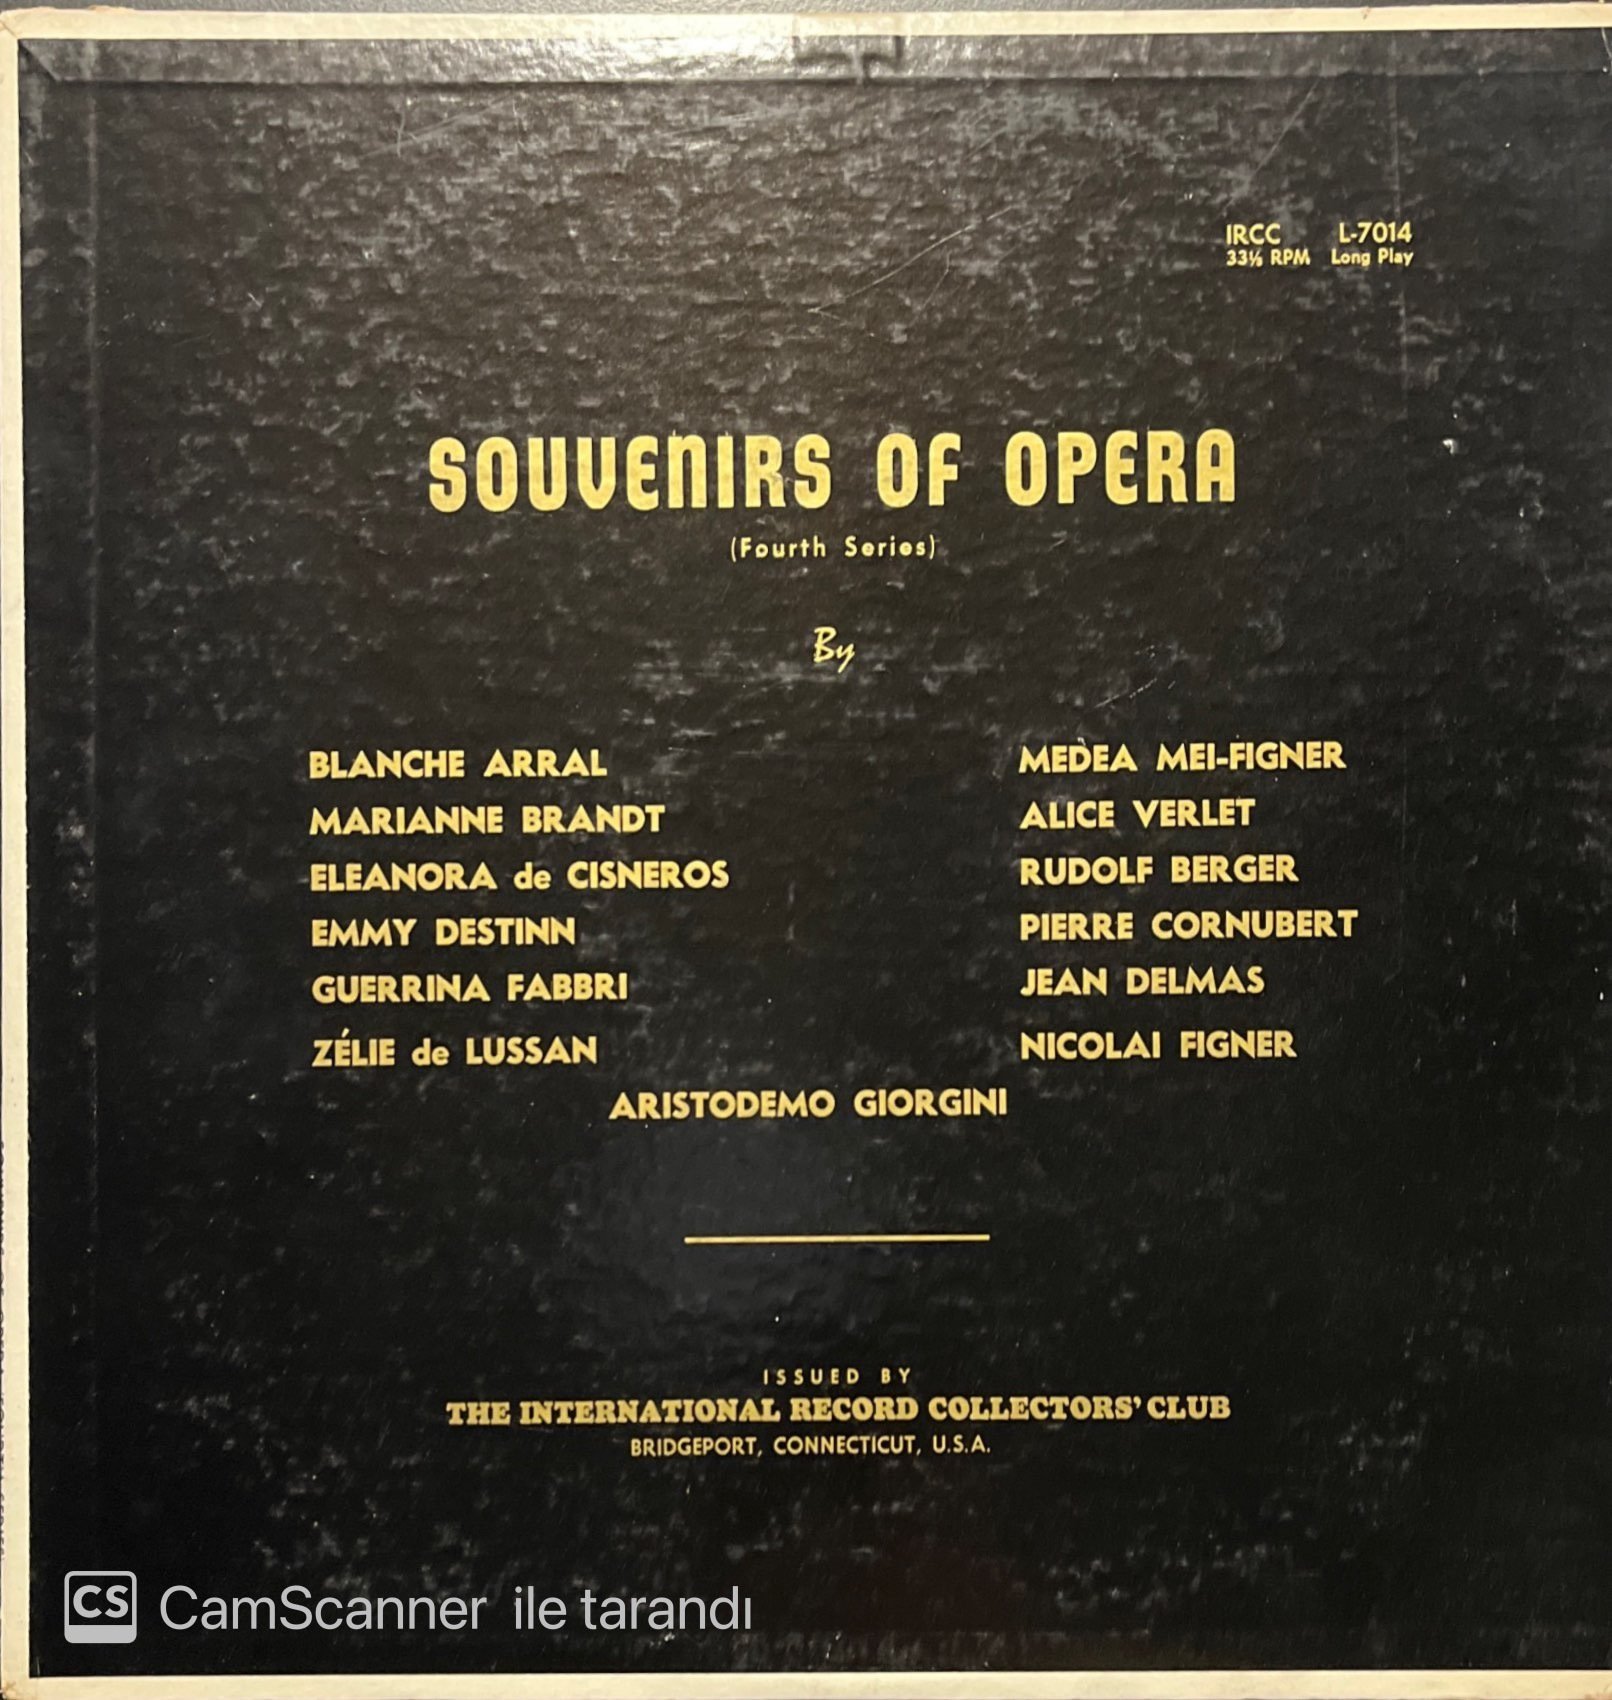 IRCC L-7014
33⅓ RPM Long Play
SOUVENIRS OF OPERA
(Fourth Series)
By
BLANCHE ARRAL
MARIANNE BRANDT
ELEANORA de CISNEROS
EMMY DESTINN
GUERRINA FABBRI
ZÉLIE de LUSSAN
MEDEA MEI-FIGNER
ALICE VERLET
RUDOLF BERGER
PIERRE CORNUBERT
JEAN DELMAS
NICOLAI FIGNER
ARISTODEMO GIORGINI
ISSUED BY
THE INTERNATIONAL RECORD COLLECTORS' CLUB
BRIDGEPORT, CONNECTICUT, U.S.A.
CS CamScanner ile tarandı